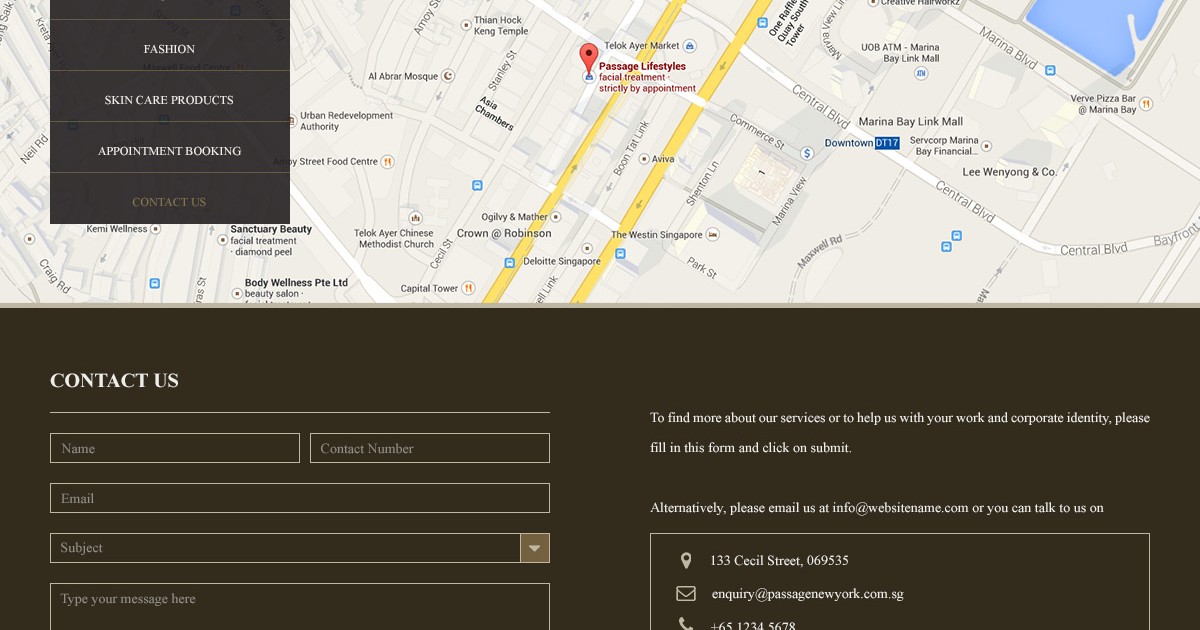 FASHION
SKIN CARE PRODUCTS
APPOINTMENT BOOKING
CONTACT US
Thian Hock
Keng Temple
Al Abrar Mosque
Stanley St
Asia
Chambers
Urban Redevelopment
Authority
Amoy Street Food Centre
Neil Rd
Kemi Wellness
Sanctuary Beauty
facial treatment
· diamond peel
Craig Rd
Body Wellness Pte Ltd
beauty salon ·
Telok Ayer Chinese
Methodist Church
Cecil St
Capital Tower
Telok Ayer Market
Passage Lifestyles
facial treatment ·
strictly by appointment
Boon Tat Link
Aviva
Ogilvy & Mather
Crown @ Robinson
Deloitte Singapore
The Westin Singapore
Shenton Ln
Park St
One Raffles
Quay South
Tower
Creative Hairworkz
UOB ATM - Marina
Bay Link Mall
Marina Blvd
Central Blvd
Commerce St
Marina Bay Link Mall
Downtown DT17
Servcorp Marina
Bay Financial...
Verve Pizza Bar
@ Marina Bay
Lee Wenyong & Co.
Marina View
Maxwell Rd
Central Blvd
Central Blvd
Bayfront
CONTACT US
Name
Contact Number
Email
Subject
Type your message here
To find more about our services or to help us with your work and corporate identity, please
fill in this form and click on submit.
Alternatively, please email us at info@websitename.com or you can talk to us on
133 Cecil Street, 069535
enquiry@passagenewyork.com.sg
+65 1234 5678